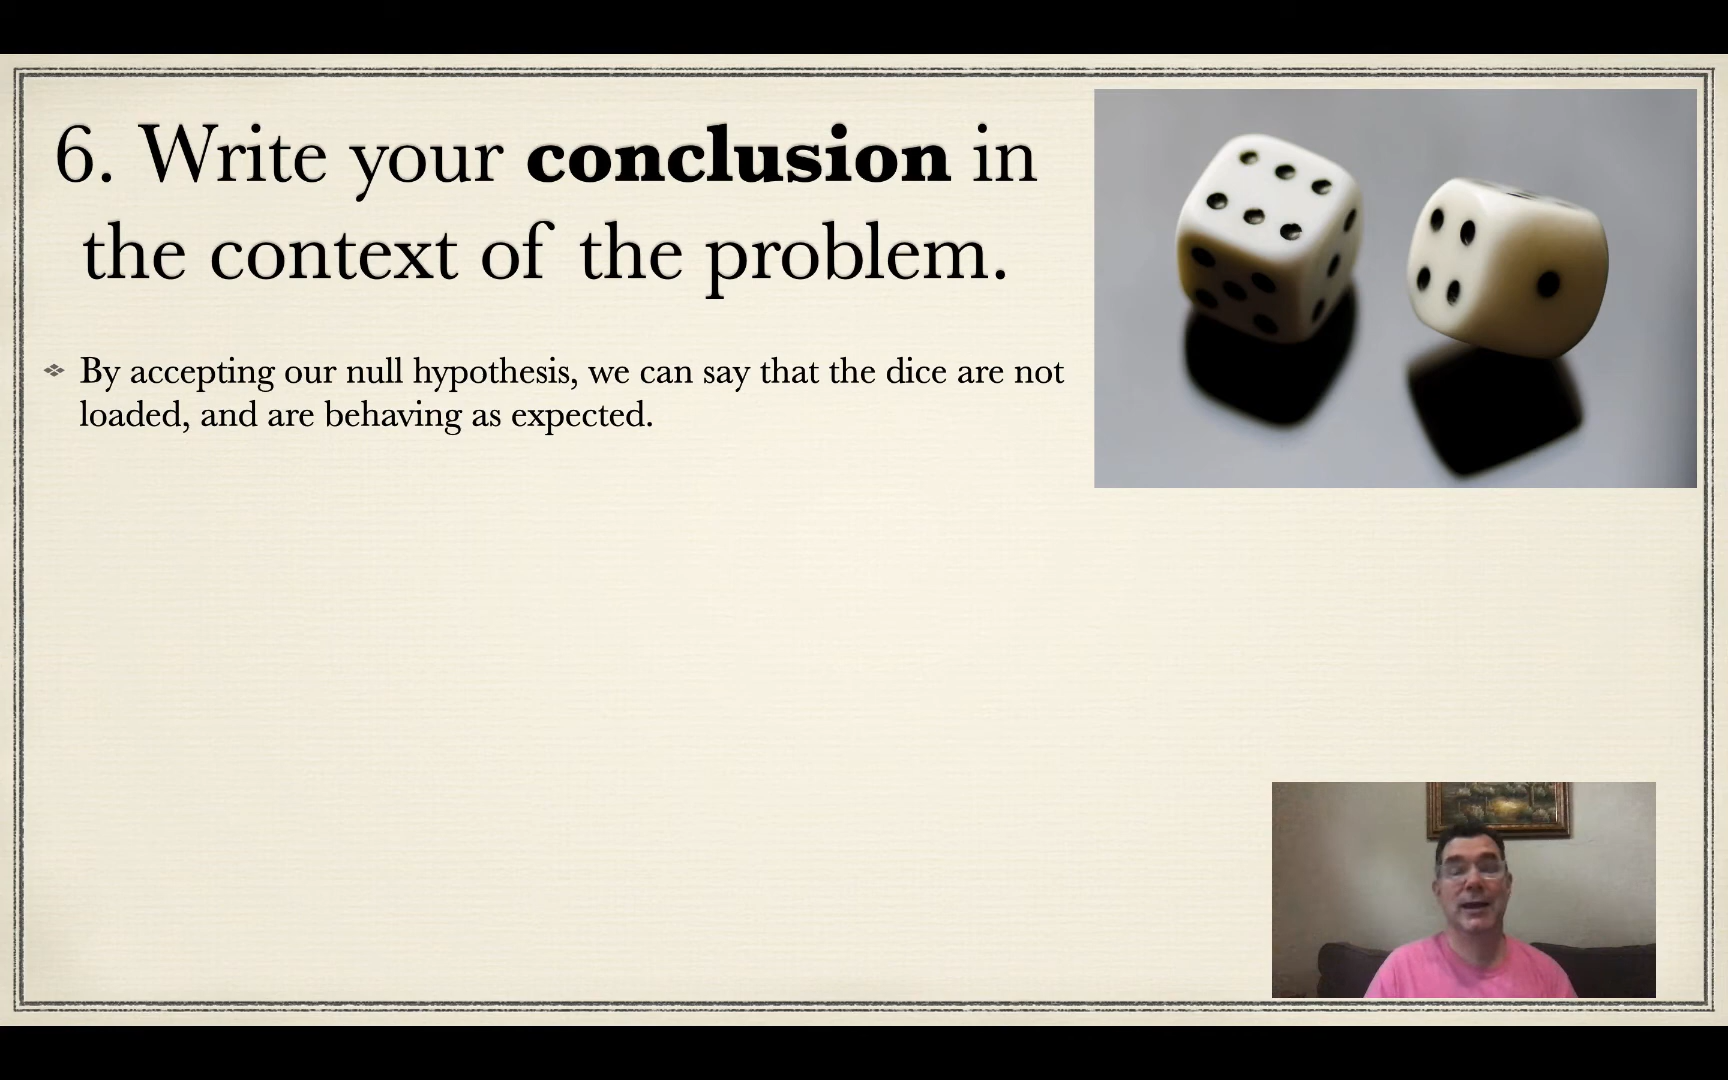 6. Write your conclusion in
the context of the problem.
❖ By accepting our null hypothesis, we can say that the dice are not
loaded, and are behaving as expected.